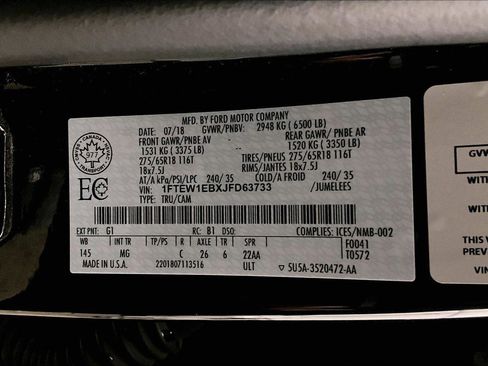 MFD. BY FORD MOTOR COMPANY
DATE: 07/18 GVWR/PNBV: 2948 KG ( 6500 LB)
FRONT GAWR/ PNBE AV REAR GAWR/ PNBE AR
1531 KG ( 3375 LB) 1520 KG ( 3350 LB)
275/65R18 116T TIRES/PNEUS 275/65R18 116T
18x7.5J RIMS/JANTES 18x7.5J
AT/A kPa/PSI/LPC 240/ 35 240/ 35
VIN: 1FTEW1EBXJFD63733 /JUMELEES
TYPE: TRU/CAM
CANADA
977
EC
EXT PNT: G1 RC: B1 DSO: COMPLIES: ICES/NMB-002
WB INT TR TP/PS R AXLE TR SPR F0041
145 MG C 26 6 22AA T0572
MADE IN U.S.A. 2201807113516 ULT 5U5A-3520472-AA
GVW
WITH
WITH
THIS V
PREV
VIN